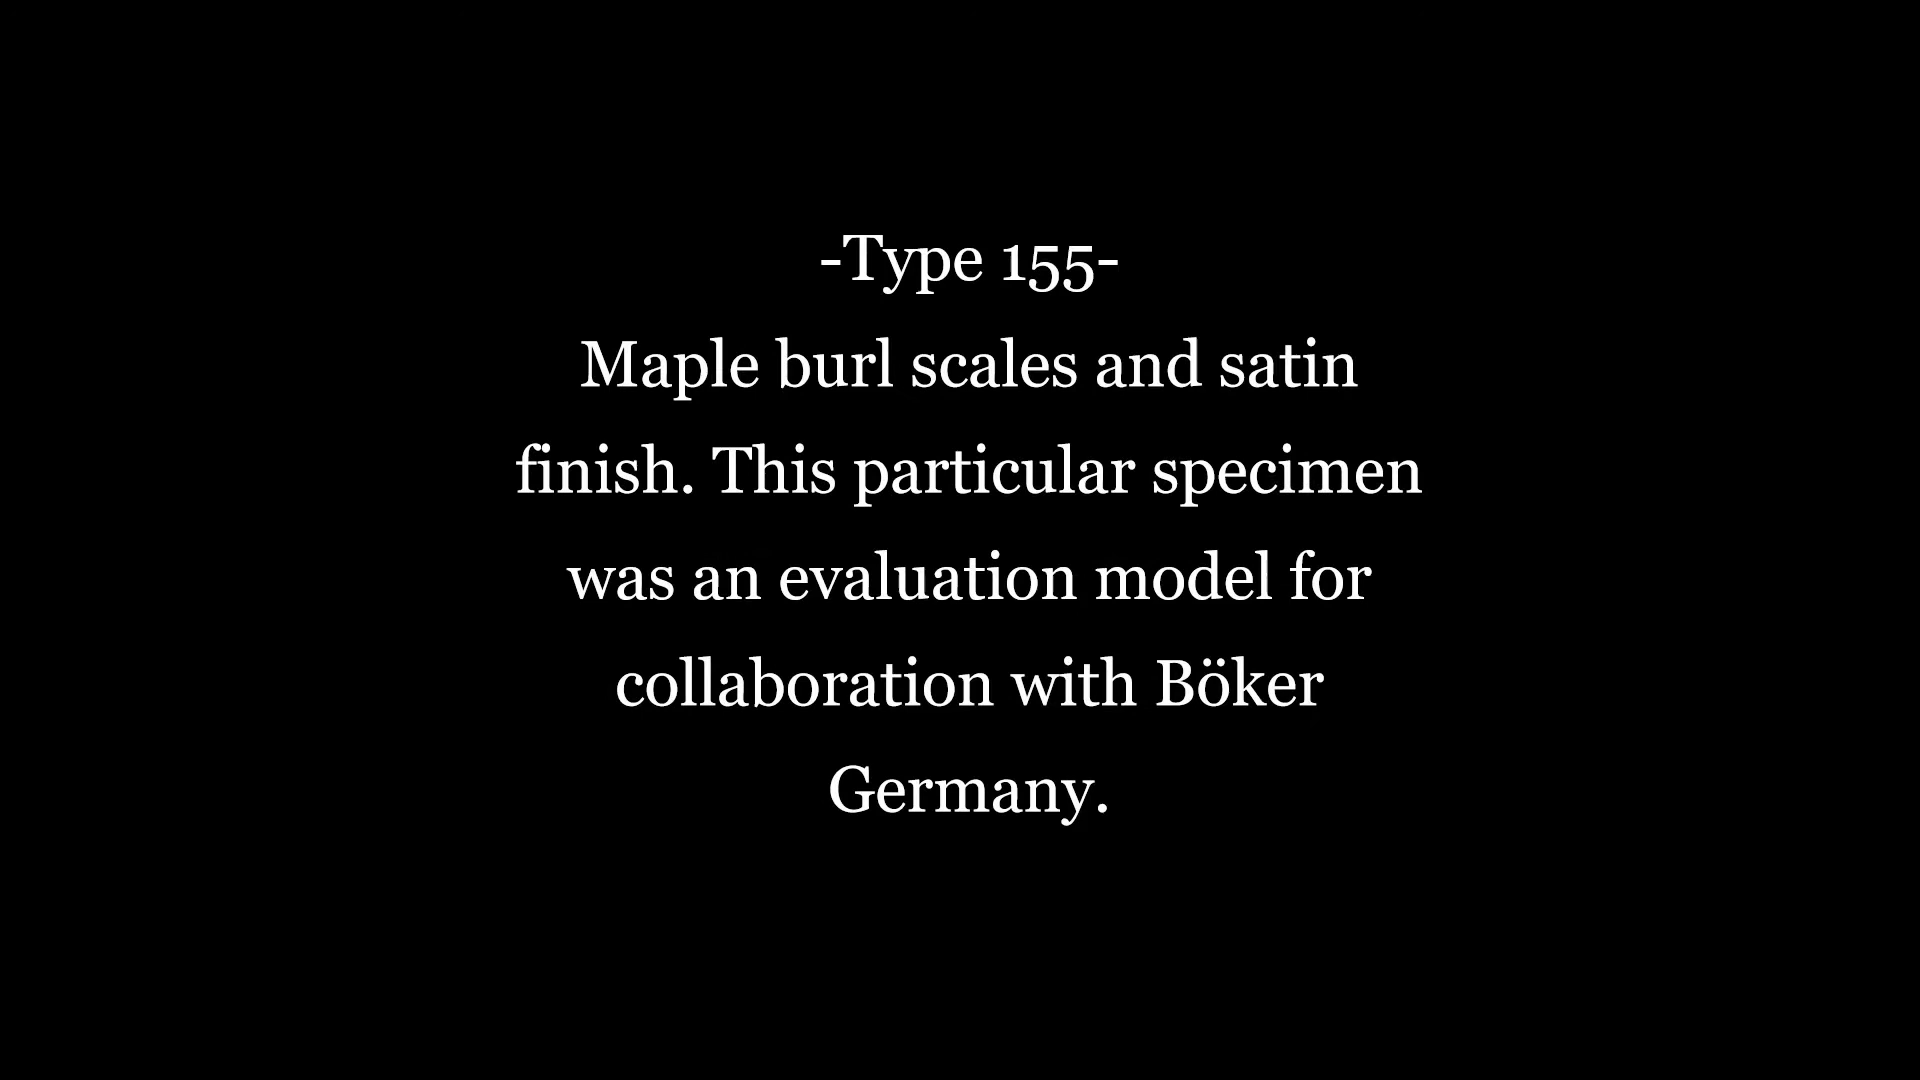 -Type 155-
Maple burl scales and satin
finish. This particular specimen
was an evaluation model for
collaboration with Böker
Germany.